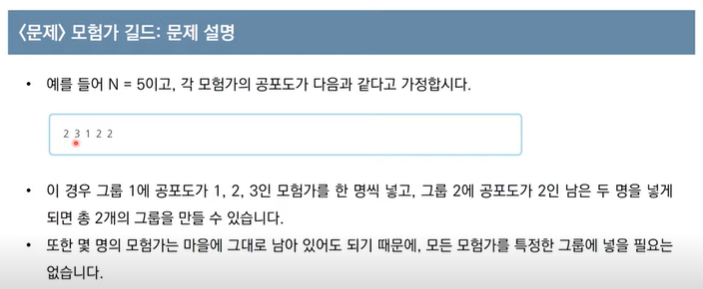 <문제> 모험가 길드: 문제 설명
• 예를 들어 N = 5이고, 각 모험가의 공포도가 다음과 같다고 가정합시다.
2 3 1 2 2
• 이 경우 그룹 1에 공포도가 1, 2, 3인 모험가를 한 명씩 넣고, 그룹 2에 공포도가 2인 남은 두 명을 넣게
되면 총 2개의 그룹을 만들 수 있습니다.
• 또한 몇 명의 모험가는 마을에 그대로 남아 있어도 되기 때문에, 모든 모험가를 특정한 그룹에 넣을 필요는
없습니다.